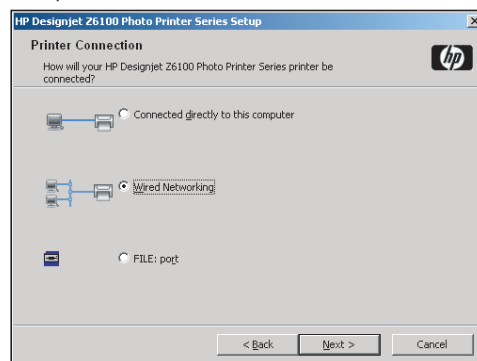 HP Designjet Z6100 Photo Printer Series Setup
Printer Connection
How will your HP Designjet Z6100 Photo Printer Series printer be
connected?
hp
Connected directly to this computer
Wired Networking
FILE: port
< Back Next > Cancel